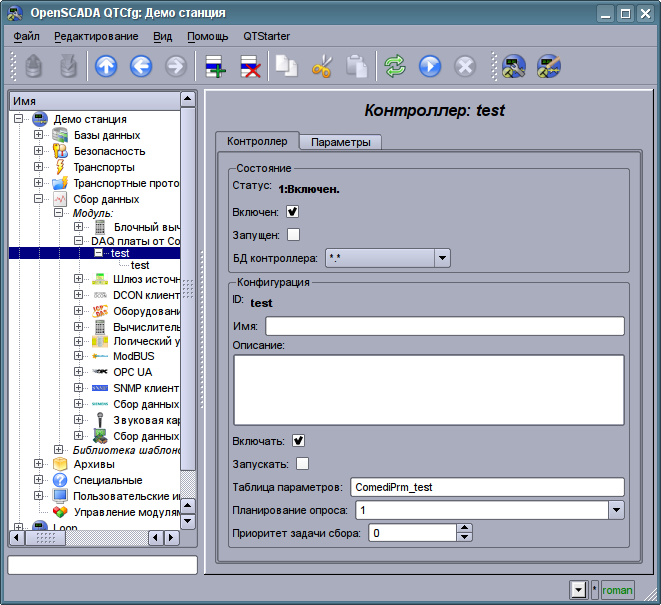 OpenSCADA QTCfg: Демо станция
Файл Редактирование Вид Помощь QTStarter
Имя
Демо станция
Базы данных
Безопасность
Транспорты
Транспортные прото
Сбор данных
Модуль:
Блочный выч
DAQ платы от Co
test
test
Шлюз источн
DCON клиент
Оборудовани
Вычислитель
Логический у
ModBUS
OPC UA
SNMP клиент
Сбор данных
Звуковая кар
Сбор данных
Библиотека шаблоно
Архивы
Специальные
Пользовательские ин
Управление модулям
Loop
Контроллер: test
Контроллер Параметры
Состояние
Статус: 1:Включен.
Включен:
Запущен:
БД контроллера: *.*
Конфигурация
ID: test
Имя:
Описание:
Включать:
Запускать:
Таблица параметров: ComediPrm_test
Планирование опроса: 1
Приоритет задачи сбора: 0
* roman